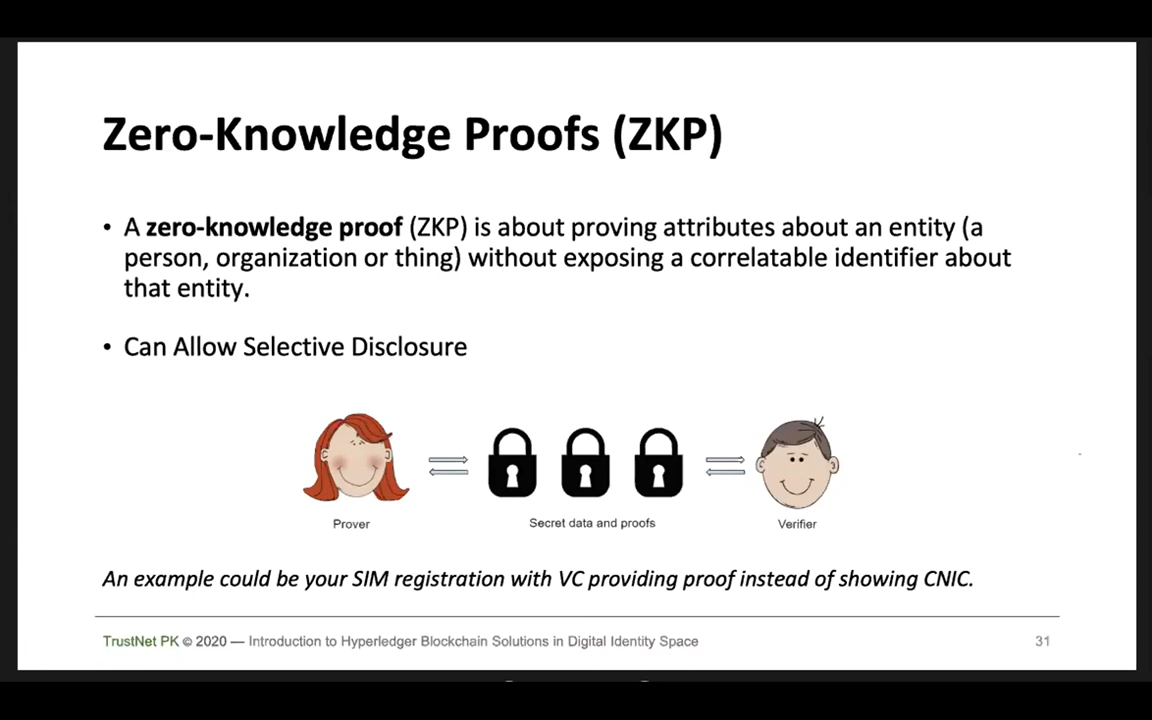 Zero-Knowledge Proofs (ZKP)
• A zero-knowledge proof (ZKP) is about proving attributes about an entity (a
person, organization or thing) without exposing a correlatable identifier about
that entity.
• Can Allow Selective Disclosure
Prover
Secret data and proofs
Verifier
An example could be your SIM registration with VC providing proof instead of showing CNIC.
TrustNet PK © 2020 — Introduction to Hyperledger Blockchain Solutions in Digital Identity Space
31